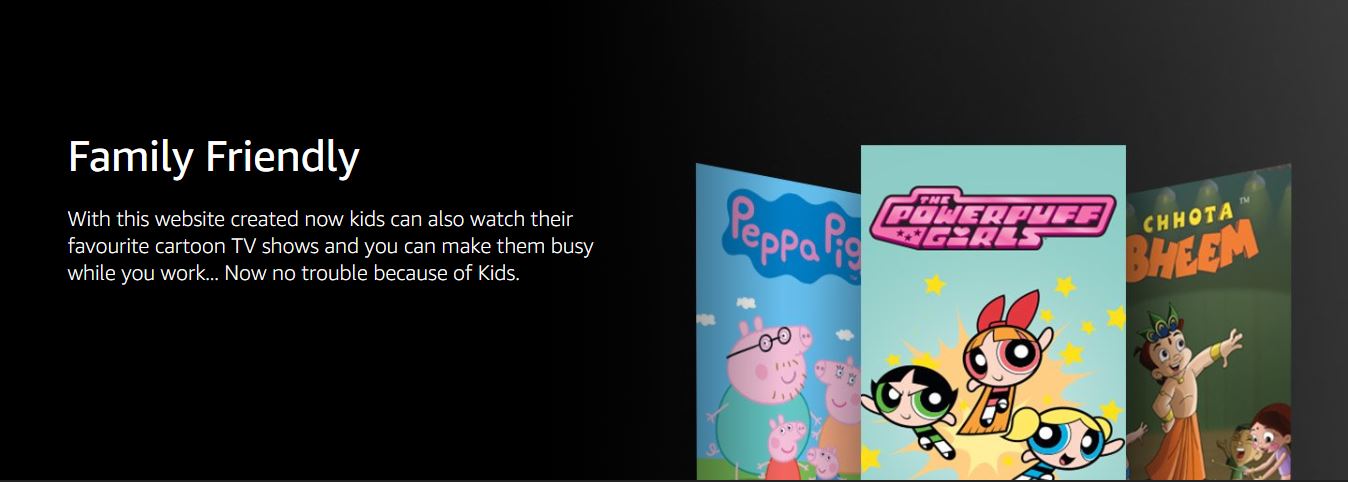 Family Friendly
With this website created now kids can also watch their
favourite cartoon TV shows and you can make them busy
while you work... Now no trouble because of Kids.
Peppa Pig
THE
POWERPUFF
GIRLS
CHHOTA ™
BHEEM